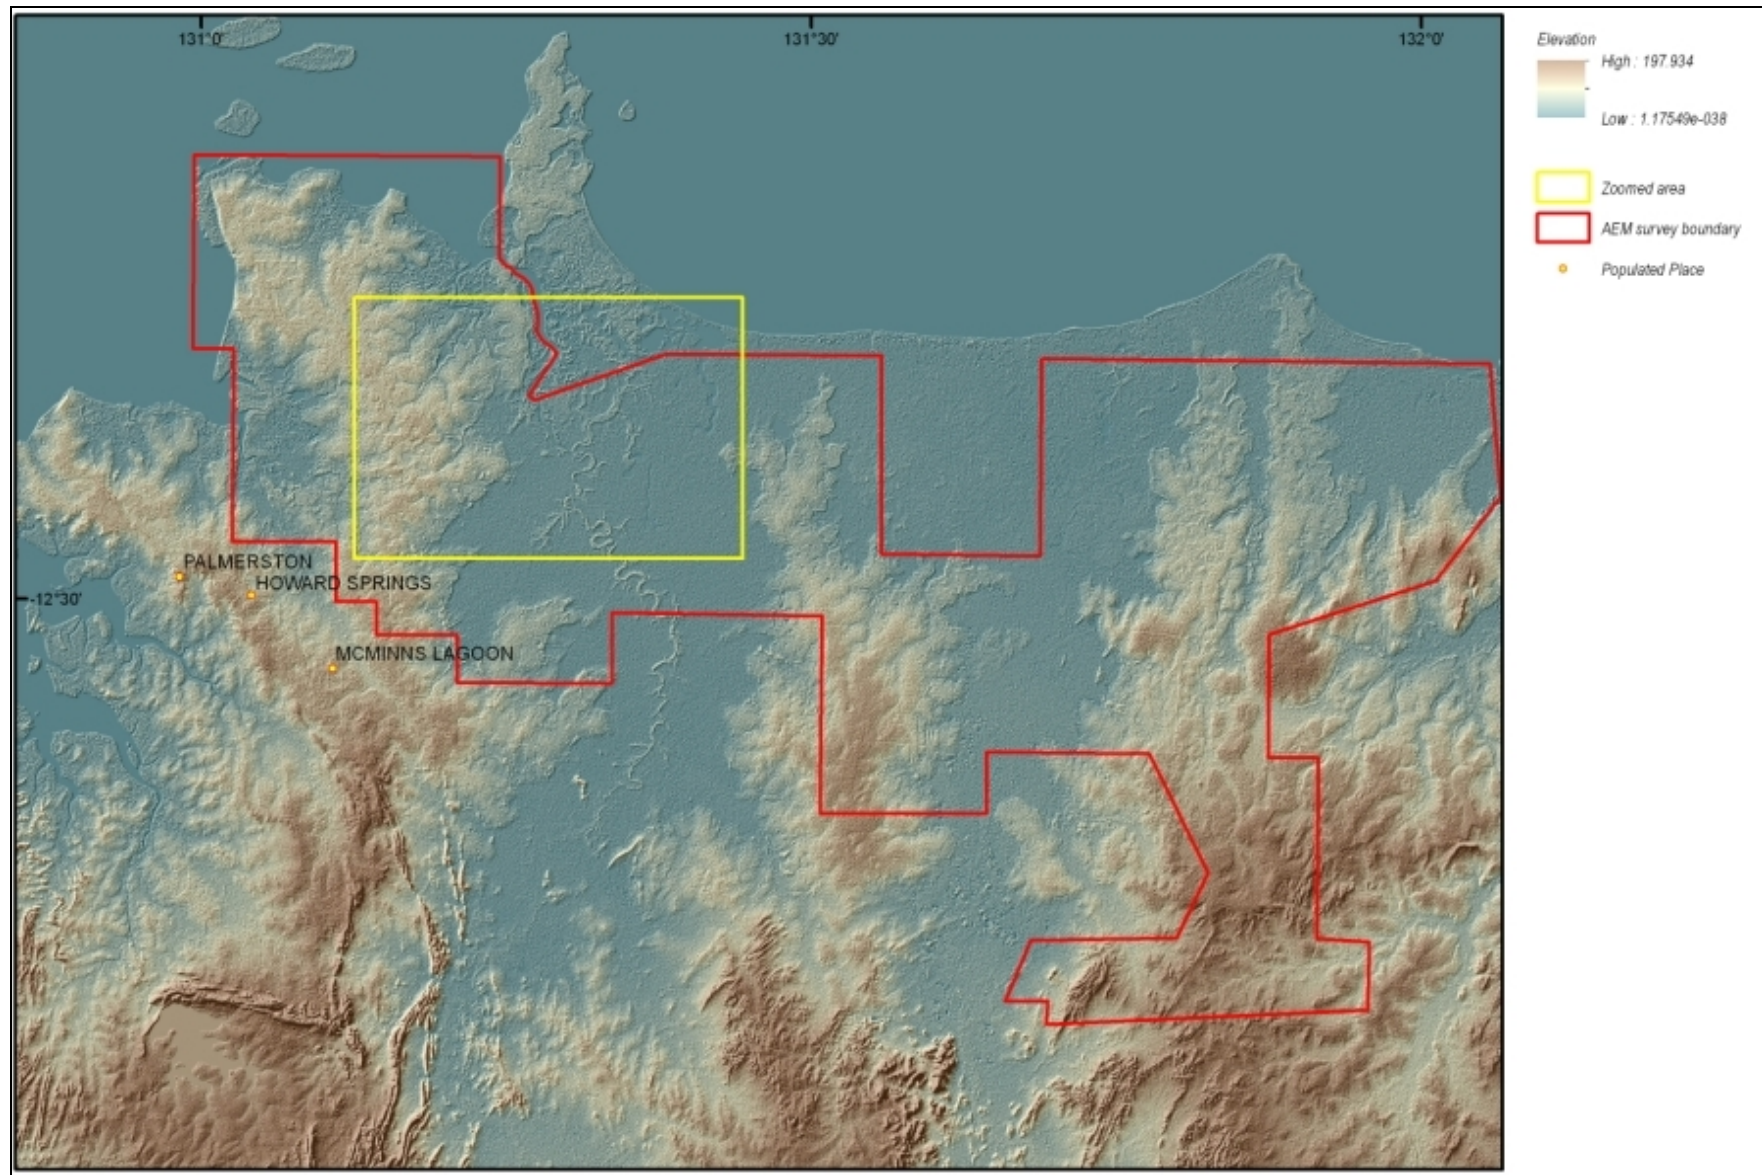 131°0'
131°30'
132°0'
-12°30'
PALMERSTON
HOWARD SPRINGS
MCMINNS LAGOON
Elevation
High : 197.934
Low : 1.17549e-038
Zoomed area
AEM survey boundary
Populated Place